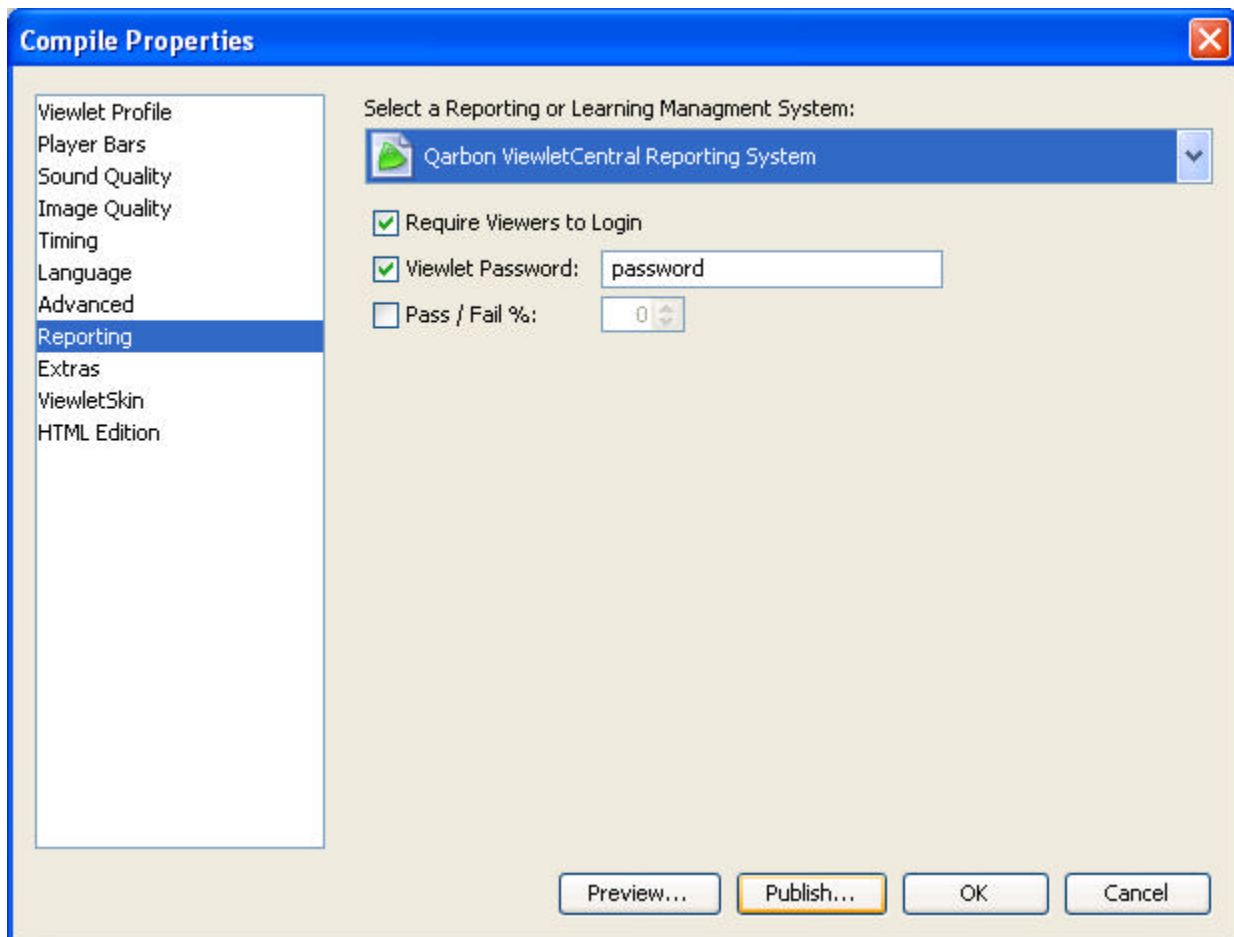 Compile Properties
Viewlet Profile
Player Bars
Sound Quality
Image Quality
Timing
Language
Advanced
Reporting
Extras
ViewletSkin
HTML Edition
Select a Reporting or Learning Managment System:
Qarbon ViewletCentral Reporting System
Require Viewers to Login
Viewlet Password: password
Pass / Fail %: 0
Preview... Publish... OK Cancel